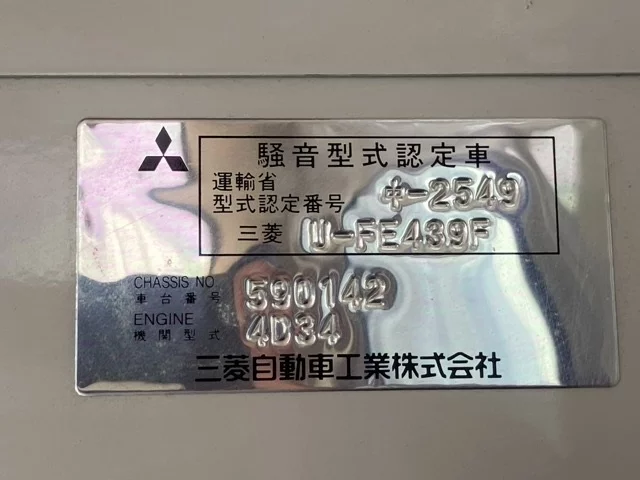 騒音型式認定車
運輸省
型式認定番号 中-2549
三菱 U-FE439F
CHASSIS NO
車台番号 590142
ENGINE
機関型式 4D34
三菱自動車工業株式会社